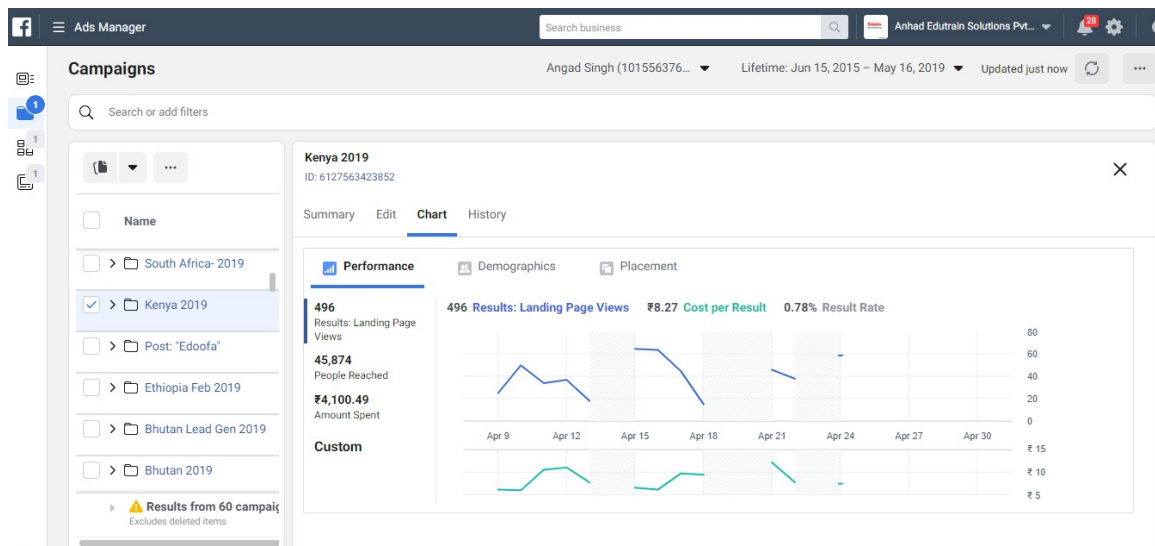 Ads Manager
Search business
Anhad Edutrain Solutions Pvt...
28
Campaigns
Angad Singh (101556376...
Lifetime: Jun 15, 2015 – May 16, 2019
Updated just now
Search or add filters
1
1
1
Name
South Africa- 2019
Kenya 2019
Post: "Edoofa"
Ethiopia Feb 2019
Bhutan Lead Gen 2019
Bhutan 2019
Results from 60 campaig
Excludes deleted items
Kenya 2019
ID: 6127563423852
Summary Edit Chart History
Performance Demographics Placement
496
Results: Landing Page
Views
45,874
People Reached
₹4,100.49
Amount Spent
Custom
496 Results: Landing Page Views ₹8.27 Cost per Result 0.78% Result Rate
80
60
40
20
0
Apr 9 Apr 12 Apr 15 Apr 18 Apr 21 Apr 24 Apr 27 Apr 30
₹ 15
₹ 10
₹ 5